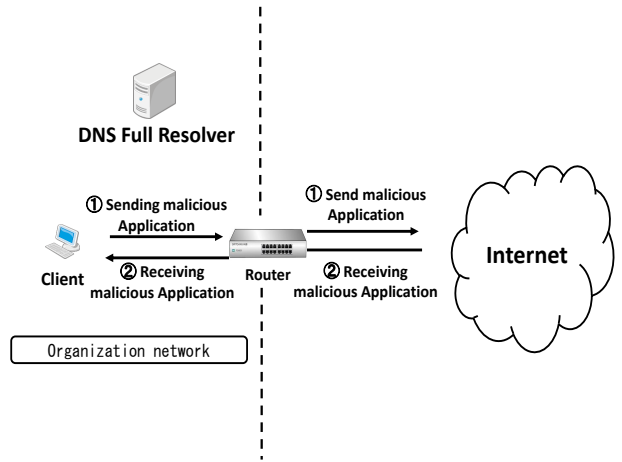 DNS Full Resolver
① Sending malicious
Application
① Send malicious
Application
Client
Router
Internet
② Receiving
malicious Application
② Receiving
malicious Application
Organization network